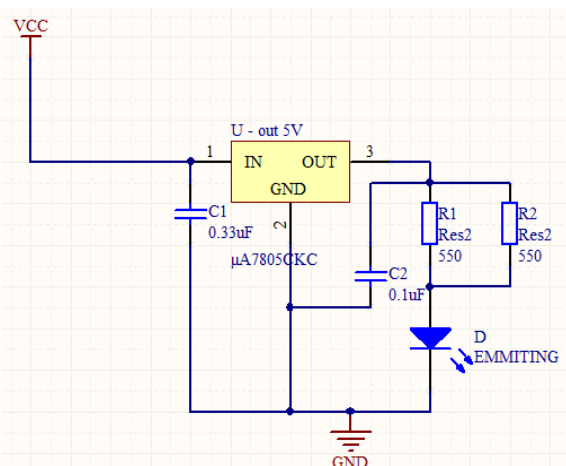 VCC
U - out 5V
1
IN
OUT
3
GND
2
C1
0.33uF
µA7805CKC
R1
Res2
550
R2
Res2
550
C2
0.1uF
D
EMMITING
GND